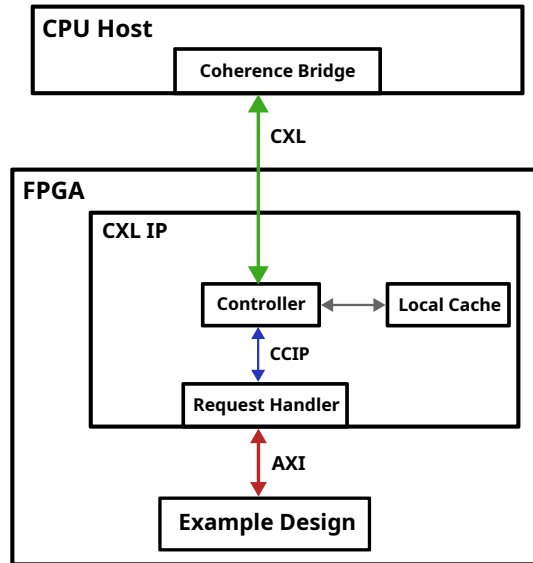 CPU Host
Coherence Bridge
CXL
FPGA
CXL IP
Controller
Local Cache
CCIP
Request Handler
AXI
Example Design